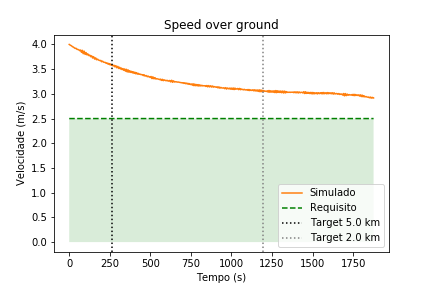 Speed over ground
Velocidade (m/s)
4.0
3.5
3.0
2.5
2.0
1.5
1.0
0.5
0.0
Simulado
Requisito
Target 5.0 km
Target 2.0 km
0 250 500 750 1000 1250 1500 1750
Tempo (s)